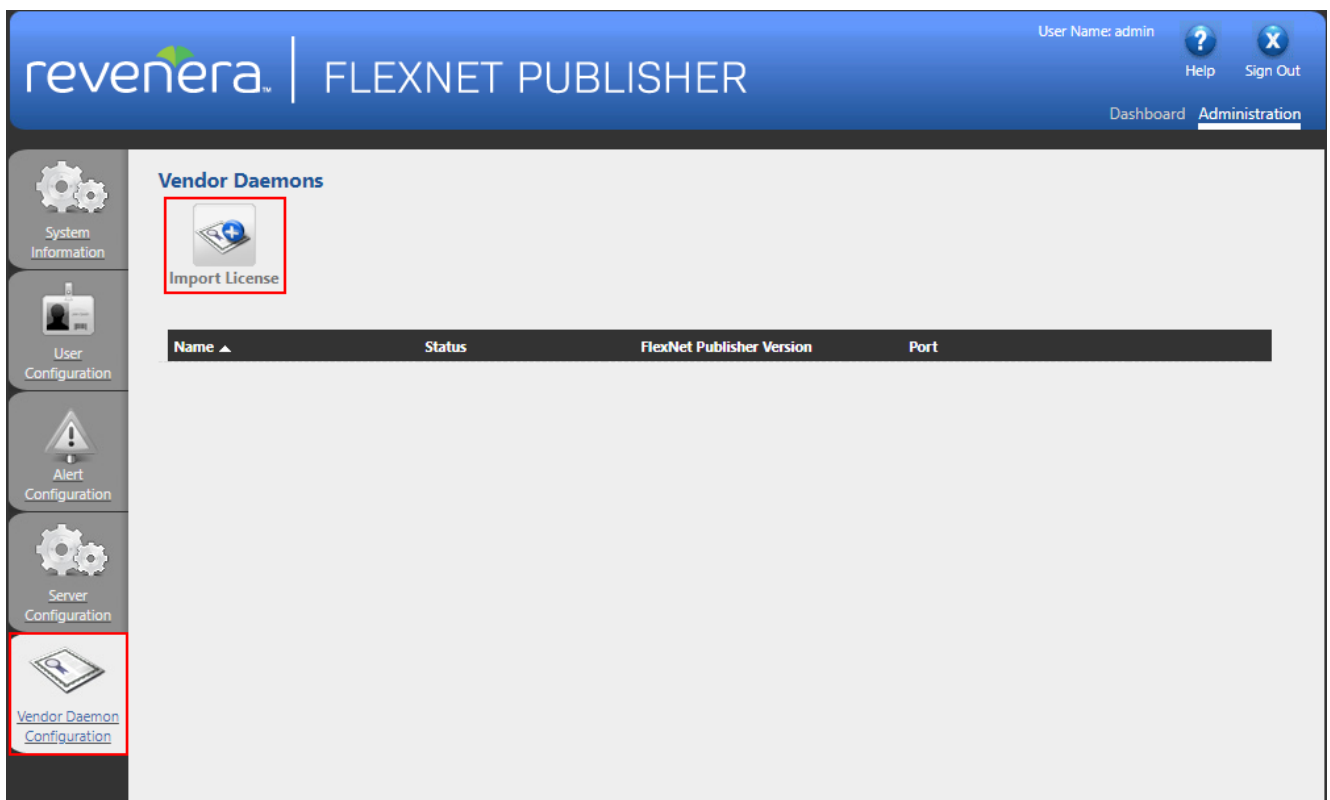 User Name: admin
revenera™ FLEXNET PUBLISHER
Help
Sign Out
Dashboard Administration
Vendor Daemons
Import License
Name Status FlexNet Publisher Version Port
System
Information
User
Configuration
Alert
Configuration
Server
Configuration
Vendor Daemon
Configuration